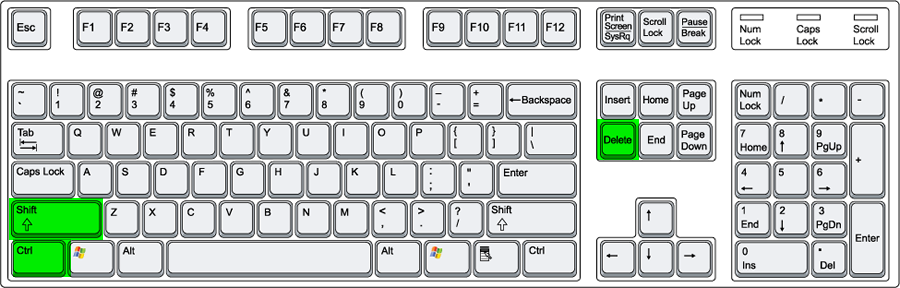 Esc F1 F2 F3 F4 F5 F6 F7 F8 F9 F10 F11 F12 Print Screen SysRq Scroll Lock Pause Break Num Lock Caps Lock Scroll Lock
~ ` ! 1 @ 2 # 3 $ 4 % 5 ^ 6 & 7 * 8 ( 9 ) 0 _ - + = ←Backspace Insert Home Page Up Num Lock / * -
Tab Q W E R T Y U I O P { [ } ] | \ Delete End Page Down 7 Home 8 ↑ 9 PgUp +
Caps Lock A S D F G H J K L : ; " ' Enter 4 ← 5 6 →
Shift ⇧ Z X C V B N M < , > . ? / Shift ⇧ ↑ 1 End 2 ↓ 3 PgDn Enter
Ctrl Alt Alt Ctrl ← ↓ → 0 Ins . Del